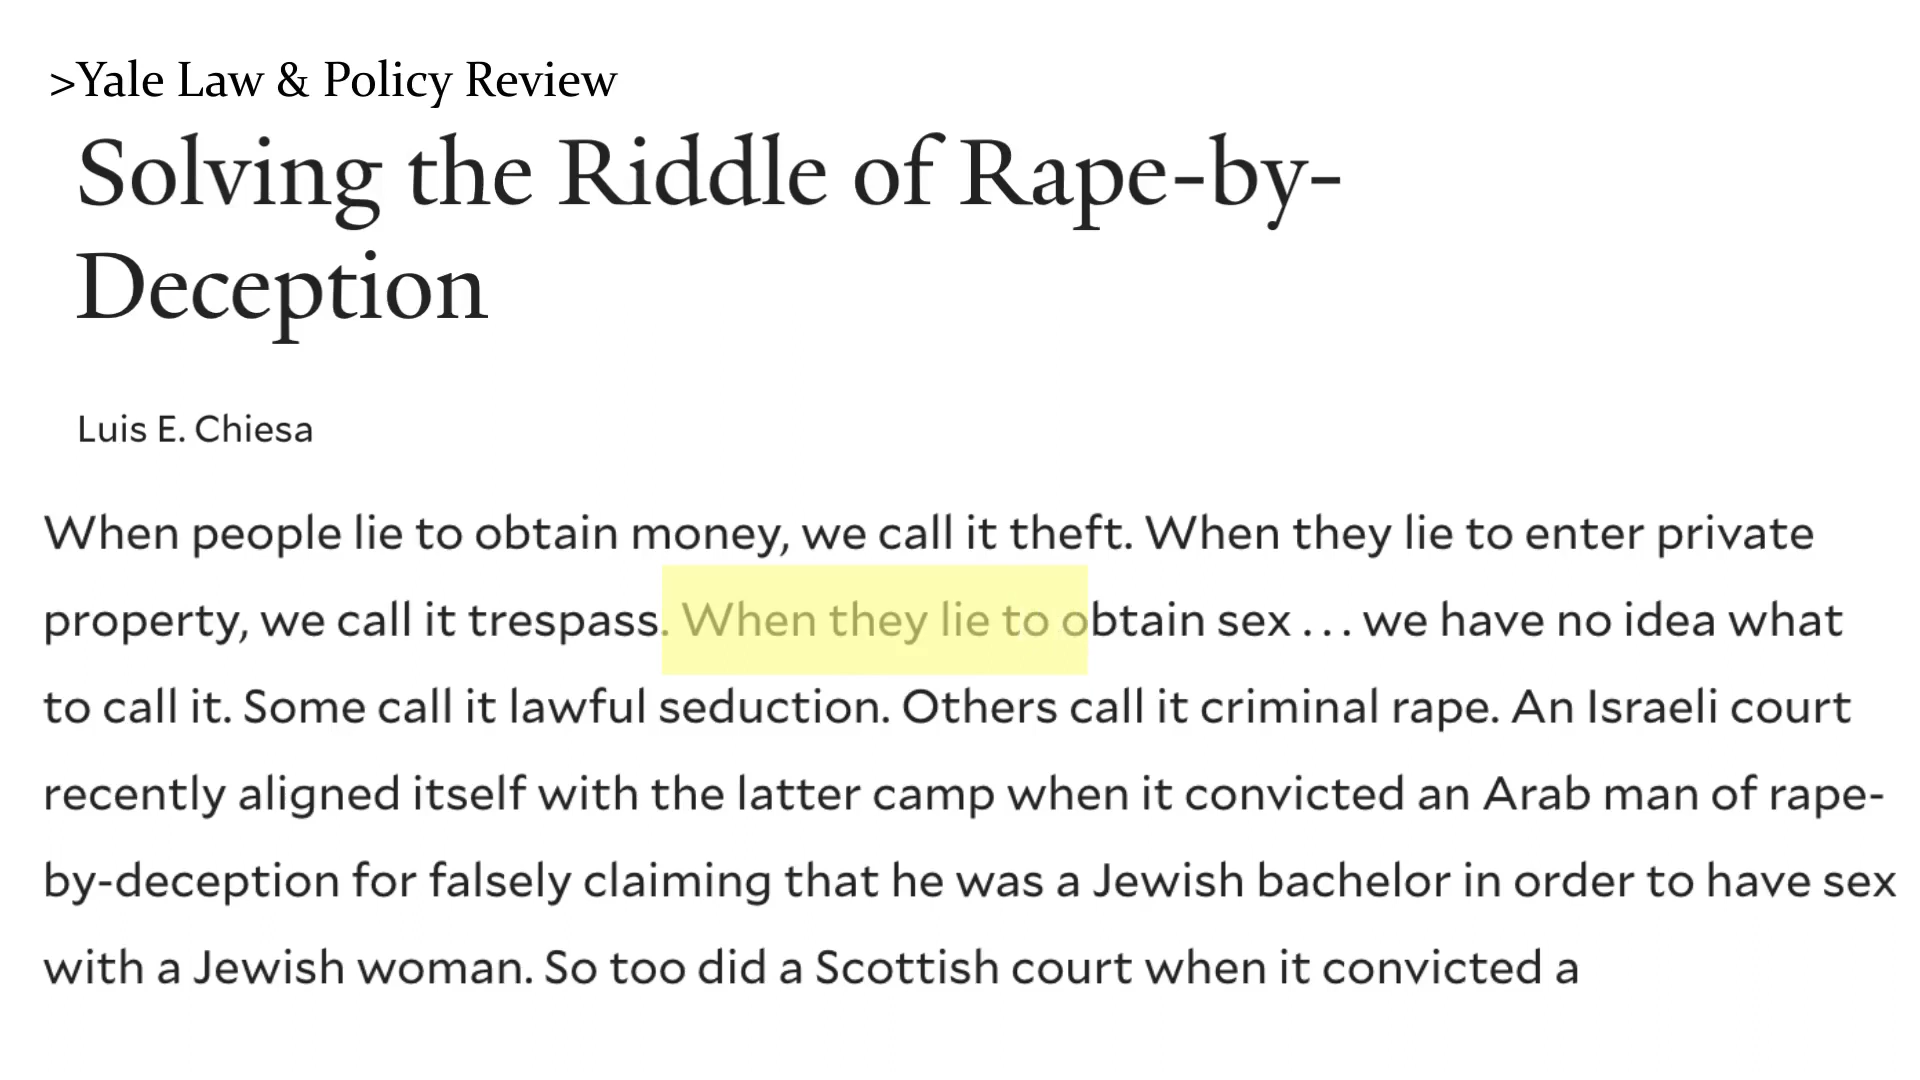 >Yale Law & Policy Review
Solving the Riddle of Rape-by-
Deception
Luis E. Chiesa
When people lie to obtain money, we call it theft. When they lie to enter private
property, we call it trespass. When they lie to obtain sex . . . we have no idea what
to call it. Some call it lawful seduction. Others call it criminal rape. An Israeli court
recently aligned itself with the latter camp when it convicted an Arab man of rape-
by-deception for falsely claiming that he was a Jewish bachelor in order to have sex
with a Jewish woman. So too did a Scottish court when it convicted a